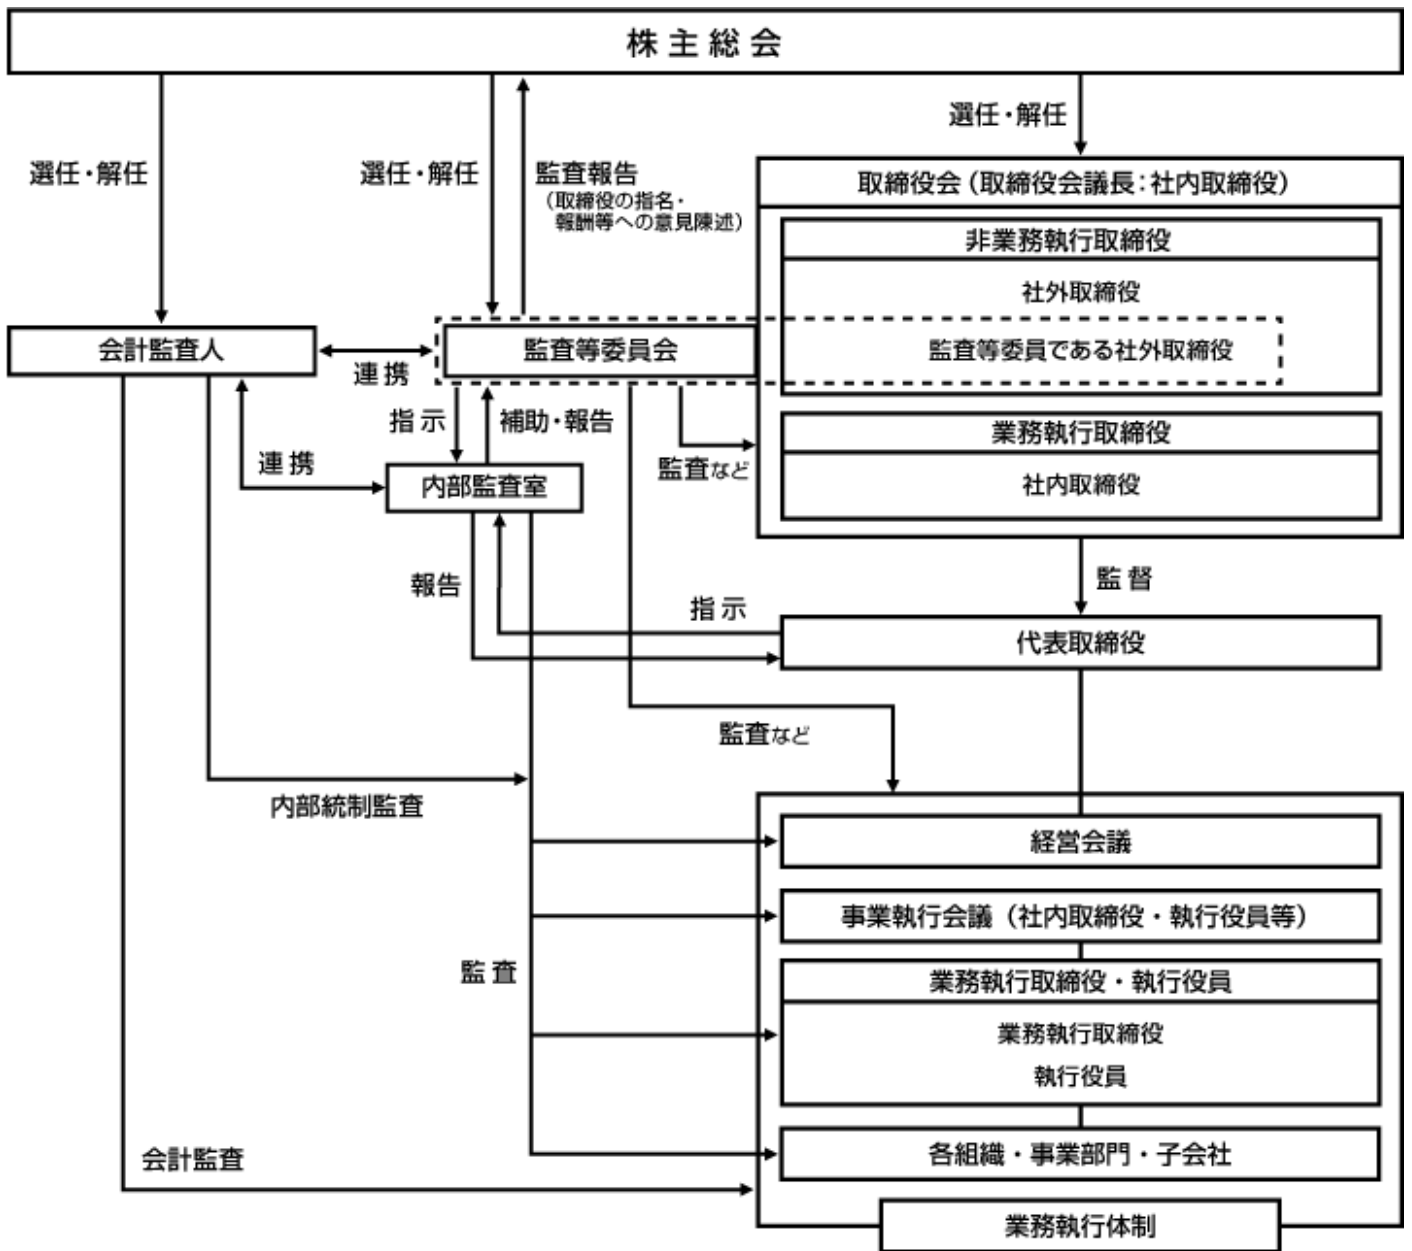 株主総会
選任・解任
選任・解任
選任・解任
監査報告
(取締役の指名・
報酬等への意見陳述)
取締役会(取締役会議長:社内取締役)
非業務執行取締役
社外取締役
会計監査人
連携
監査等委員会
監査等委員である社外取締役
指示
補助・報告
連携
監査など
業務執行取締役
社内取締役
内部監査室
報告
指示
監督
代表取締役
監査など
内部統制監査
経営会議
事業執行会議(社内取締役・執行役員等)
監査
業務執行取締役・執行役員
業務執行取締役
執行役員
会計監査
各組織・事業部門・子会社
業務執行体制